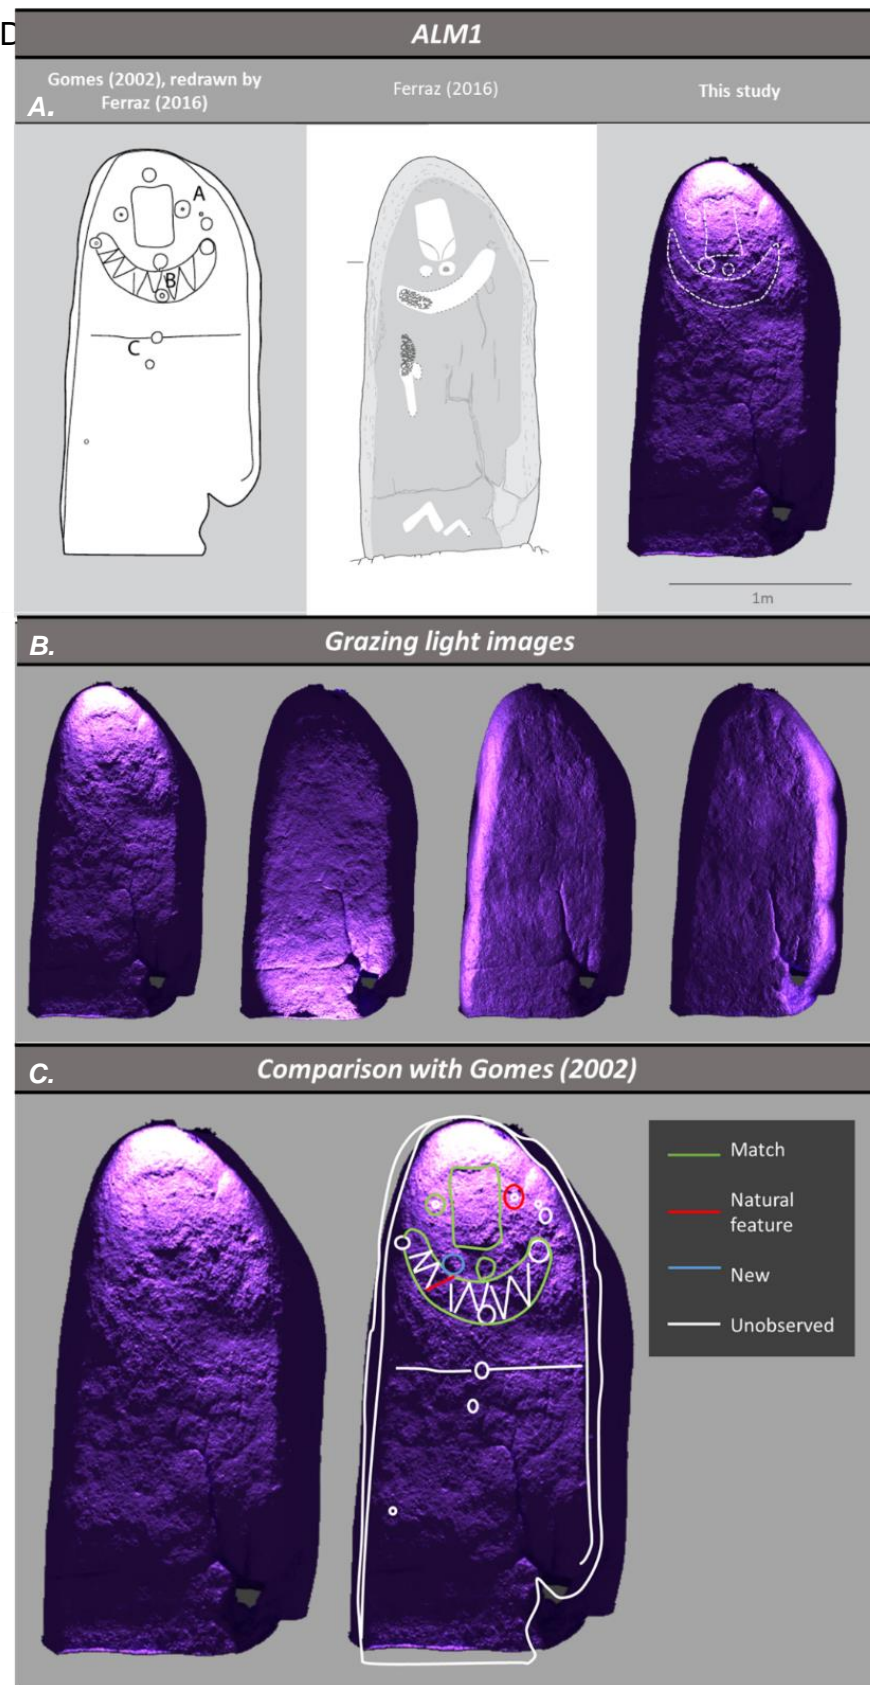 D
ALM1
Gomes (2002), redrawn by
Ferraz (2016)
Ferraz (2016)
This study
A.
A
B
C
1m
B.
Grazing light images
C.
Comparison with Gomes (2002)
Match
Natural
feature
New
Unobserved